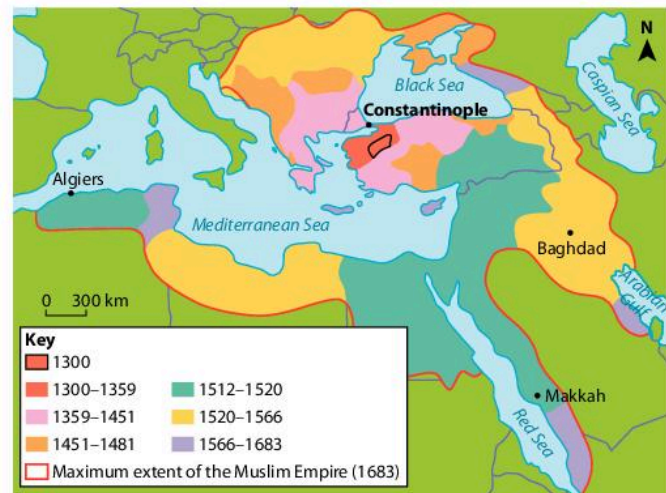 N
Black Sea
Caspian Sea
Constantinople
Algiers
Mediterranean Sea
Baghdad
Arabian
Gulf
0 300 km
Makkah
Red Sea
Key
1300
1300–1359
1359–1451
1451–1481
1512–1520
1520–1566
1566–1683
Maximum extent of the Muslim Empire (1683)